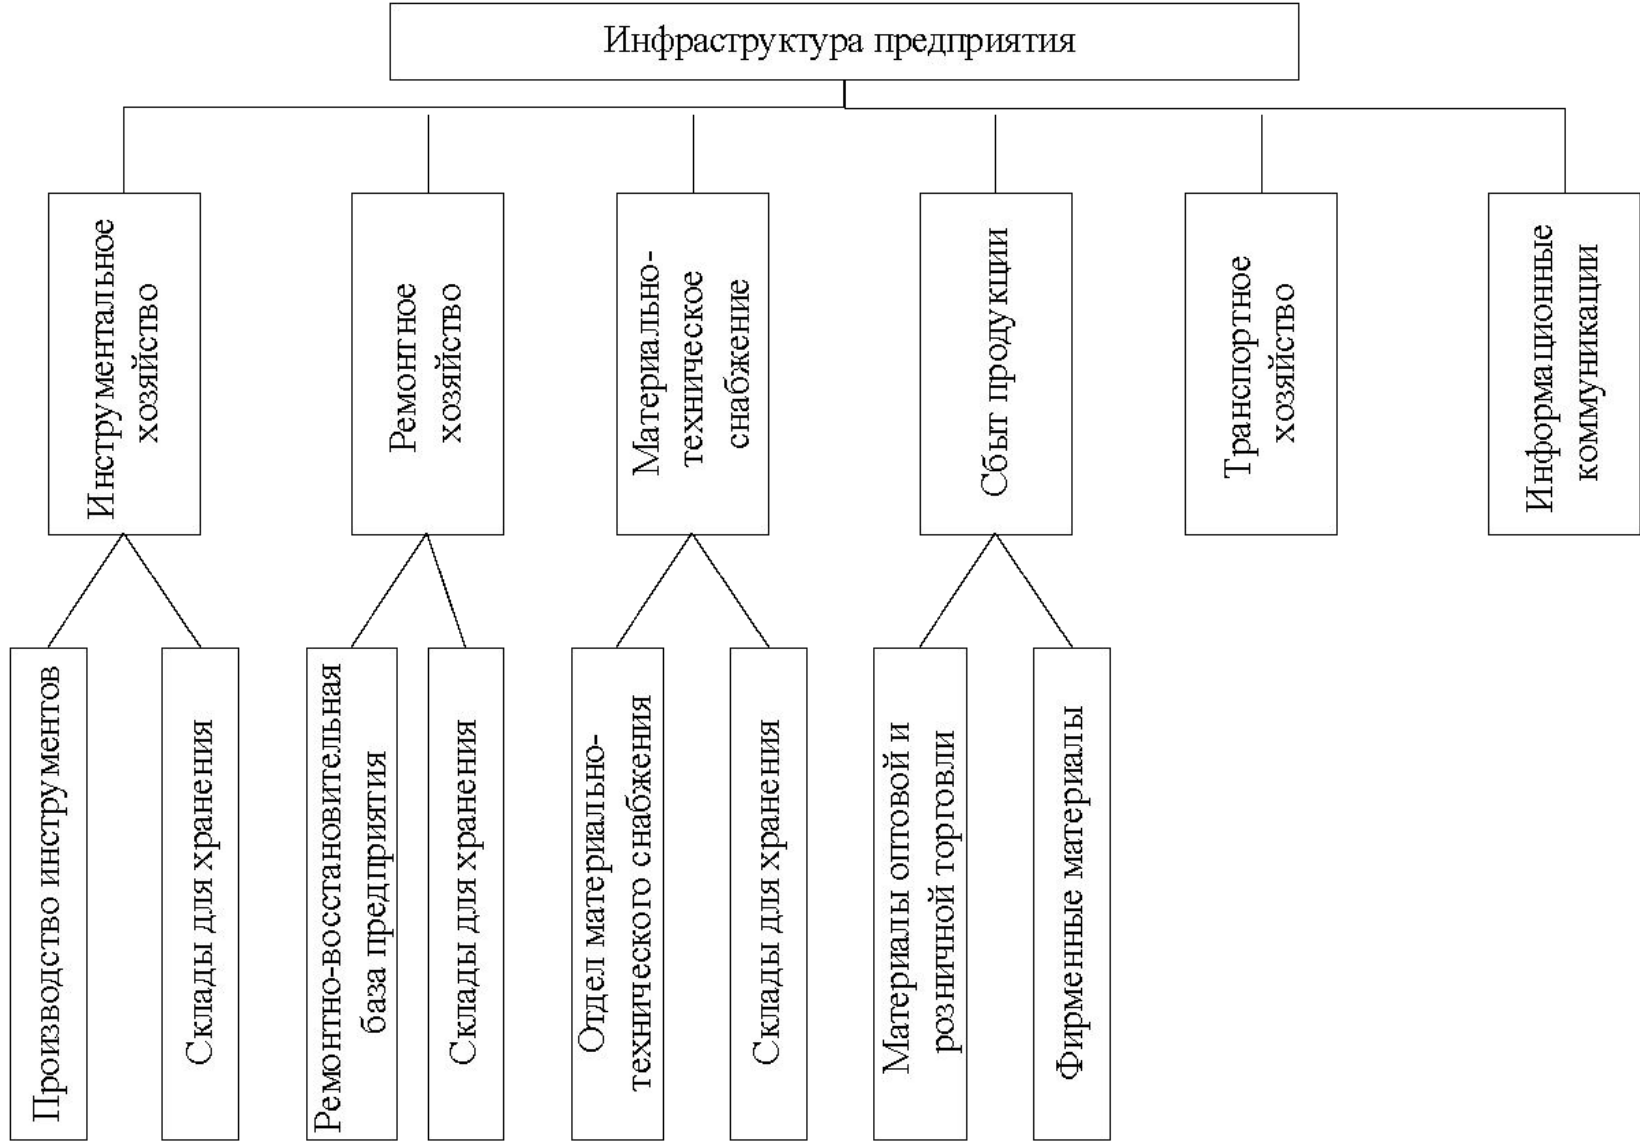 Инфраструктура предприятия
Инструментальное
хозяйство
Ремонтное
хозяйство
Материально-
техническое
снабжение
Сбыт продукции
Транспортное
хозяйство
Информационные
коммуникации
Производство инструментов
Склады для хранения
Ремонтно-восстановительная
база предприятия
Склады для хранения
Отдел материально-
технического снабжения
Склады для хранения
Материалы оптовой и
розничной торговли
Фирменные материалы